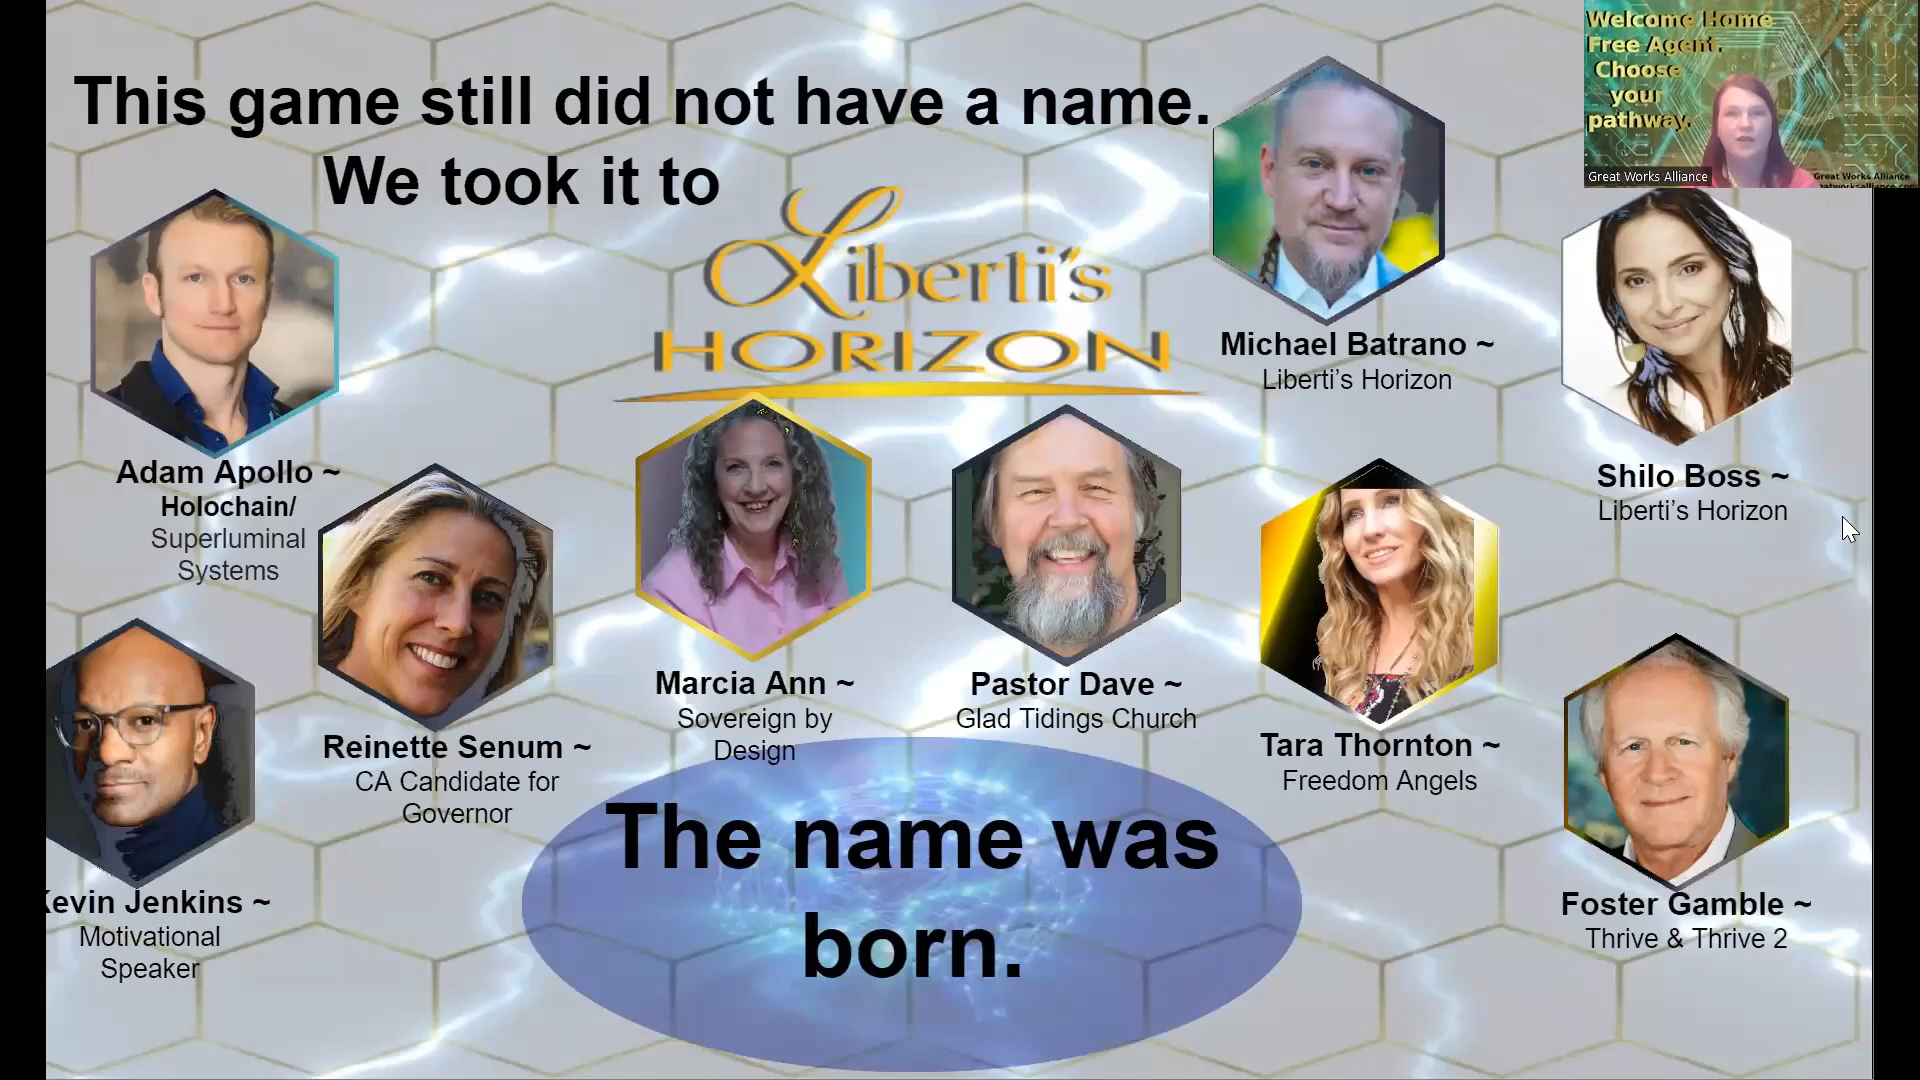 This game still did not have a name.
We took it to
Liberti's
HORIZON
Welcome Home
Free Agent.
Choose
your
pathway.
Great Works Alliance
Great Works Alliance
Michael Batrano ~
Liberti's Horizon
Shilo Boss ~
Liberti's Horizon
Adam Apollo ~
Holochain/
Superluminal
Systems
Reinette Senum ~
CA Candidate for
Governor
Marcia Ann ~
Sovereign by
Design
Pastor Dave ~
Glad Tidings Church
Tara Thornton ~
Freedom Angels
Kevin Jenkins ~
Motivational
Speaker
Foster Gamble ~
Thrive & Thrive 2
The name was
born.